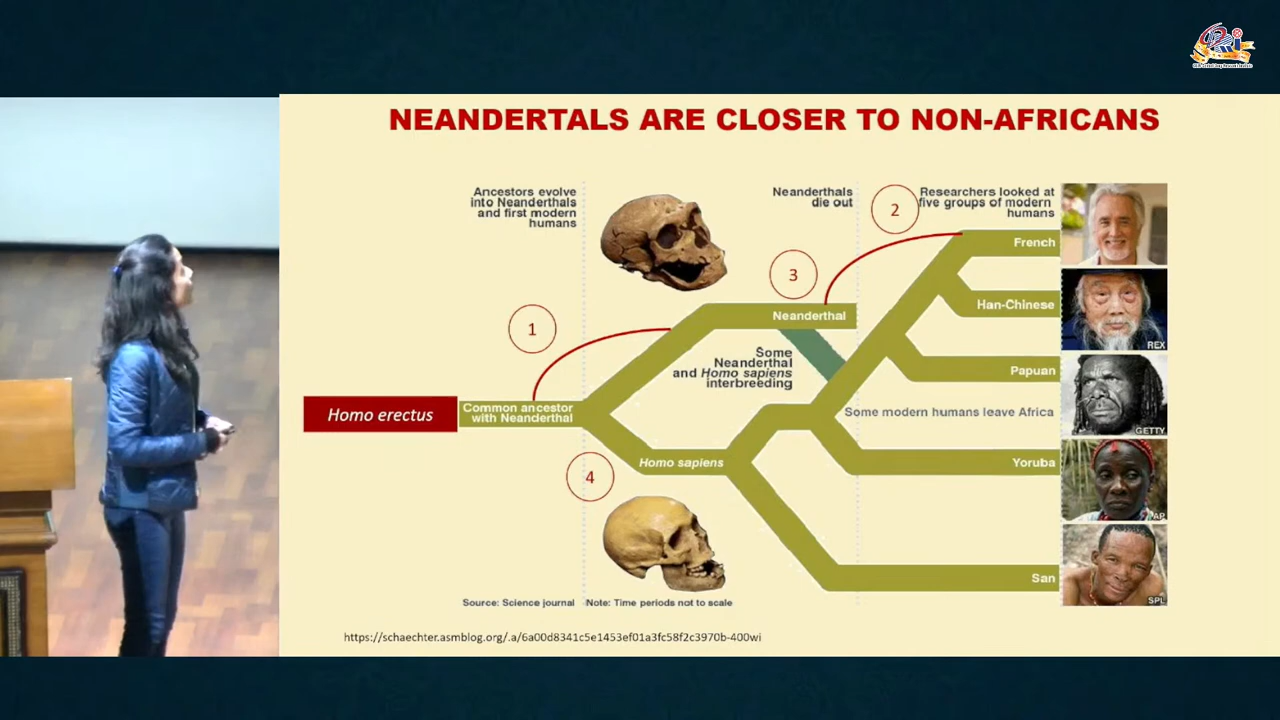 NEANDERTALS ARE CLOSER TO NON-AFRICANS
Ancestors evolve
into Neanderthals
and first modern
humans
Neanderthals
die out
2
Researchers looked at
five groups of modern
humans
French
3
Han-Chinese
Neanderthal
1
REX
Some
Neanderthal
and Homo sapiens
interbreeding
Papuan
Homo erectus
Common ancestor
with Neanderthal
Some modern humans leave Africa
GETTY
Homo sapiens
Yoruba
4
AP
San
SPL
Source: Science journal
Note: Time periods not to scale
https://schaechter.asmblog.org/.a/6a00d8341c5e1453ef01a3fc58f2c3970b-400wi